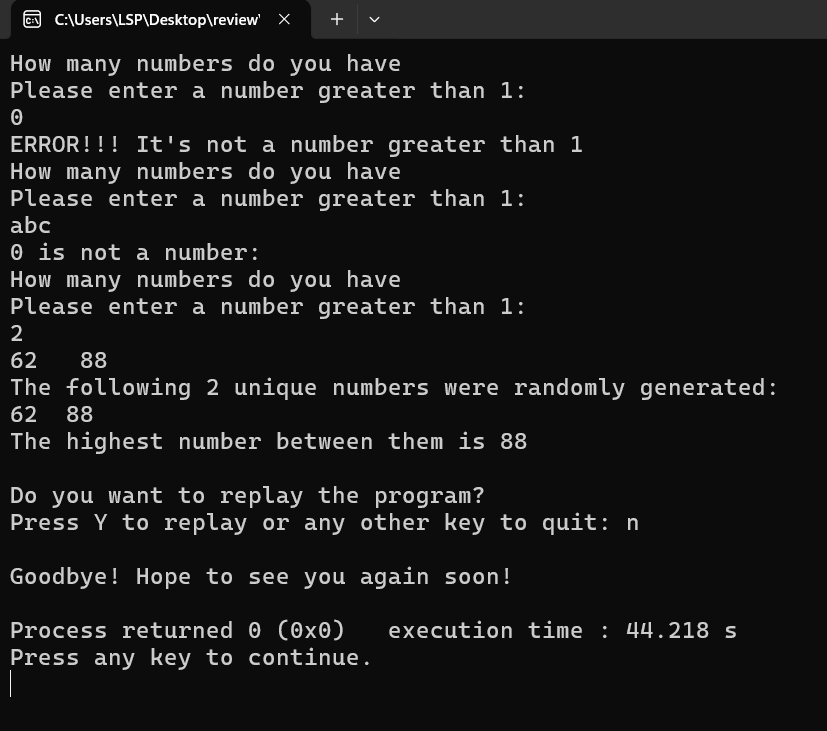 C:\Users\LSP\Desktop\review'
How many numbers do you have
Please enter a number greater than 1:
0
ERROR!!! It's not a number greater than 1
How many numbers do you have
Please enter a number greater than 1:
abc
0 is not a number:
How many numbers do you have
Please enter a number greater than 1:
2
62   88
The following 2 unique numbers were randomly generated:
62  88
The highest number between them is 88
Do you want to replay the program?
Press Y to replay or any other key to quit: n
Goodbye! Hope to see you again soon!
Process returned 0 (0x0)   execution time : 44.218 s
Press any key to continue.